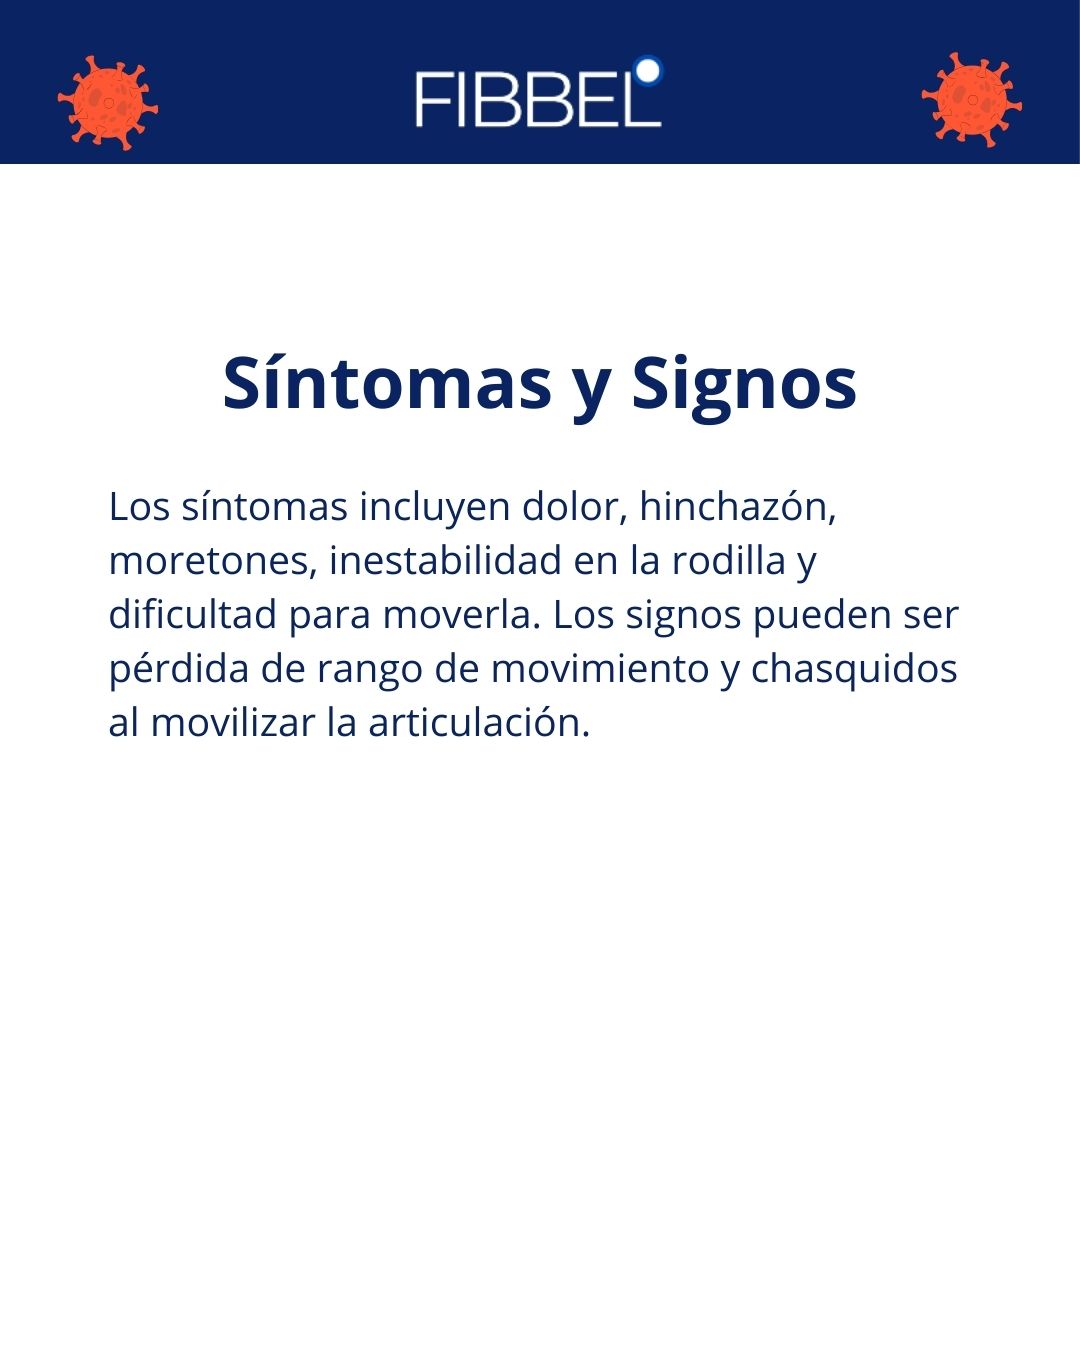 FIBBEL
Síntomas y Signos
Los síntomas incluyen dolor, hinchazón,
moretones, inestabilidad en la rodilla y
dificultad para moverla. Los signos pueden ser
pérdida de rango de movimiento y chasquidos
al movilizar la articulación.